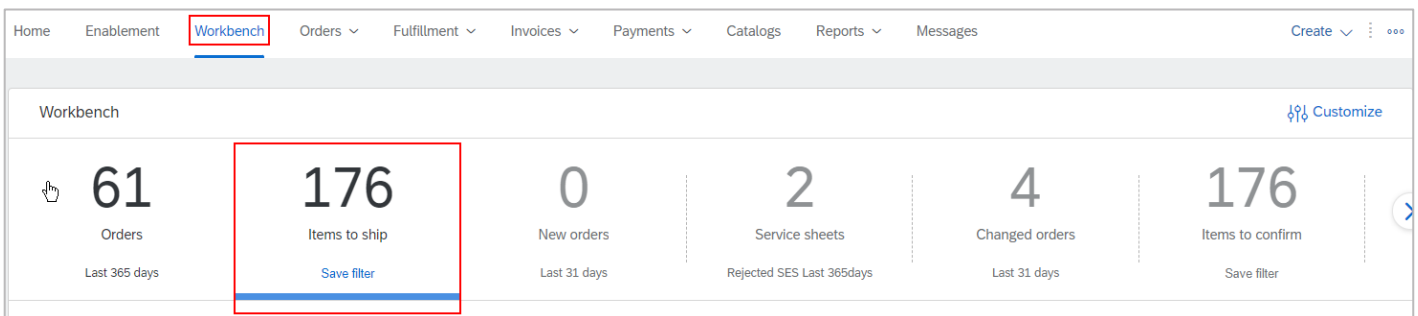 Home Enablement Workbench Orders Fulfillment Invoices Payments Catalogs Reports Messages Create
Workbench Customize
61 176 0 2 4 176
Orders Items to ship New orders Service sheets Changed orders Items to confirm
Last 365 days Save filter Last 31 days Rejected SES Last 365days Last 31 days Save filter